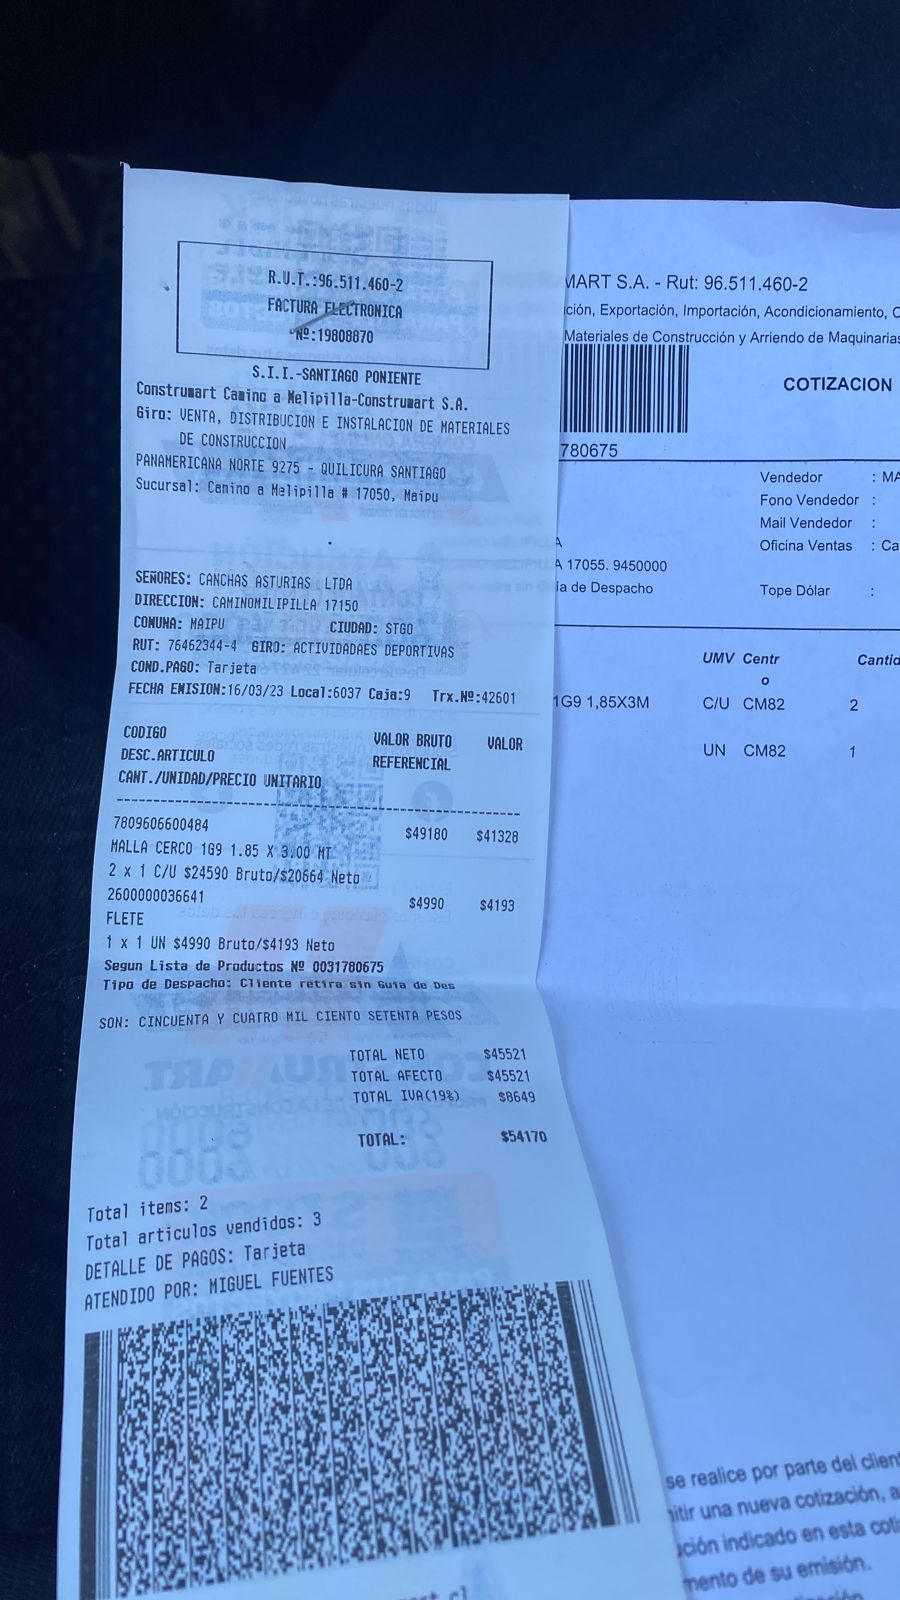 R.U.T.:96.511.460-2
FACTURA ELECTRONICA
Nº:19808870
S.I.I.-SANTIAGO PONIENTE
Construmart Camino a Melipilla-Construmart S.A.
Giro: VENTA, DISTRIBUCION E INSTALACION DE MATERIALES
DE CONSTRUCCION
PANAMERICANA NORTE 9275 - QUILICURA SANTIAGO
Sucursal: Camino a Melipilla # 17050, Maipu
SEÑORES: CANCHAS ASTURIAS LTDA
DIRECCION: CAMINOMILIPILLA 17150
COMUNA: MAIPU CIUDAD: STGO
RUT: 76462344-4 GIRO: ACTIVIDADAES DEPORTIVAS
COND.PAGO: Tarjeta
FECHA EMISION:16/03/23 Local:6037 Caja:9 Trx.Nº:42601
CODIGO VALOR BRUTO VALOR
DESC.ARTICULO REFERENCIAL
CANT./UNIDAD/PRECIO UNITARIO
7809606600484 $49180 $41328
MALLA CERCO 1G9 1.85 X 3.00 MT
2 x 1 C/U $24590 Bruto/$20664 Neto
2600000036641 $4990 $4193
FLETE
1 x 1 UN $4990 Bruto/$4193 Neto
Segun Lista de Productos Nº 0031780675
Tipo de Despacho: Cliente retira sin Guia de Des
SON: CINCUENTA Y CUATRO MIL CIENTO SETENTA PESOS
TOTAL NETO $45521
TOTAL AFECTO $45521
TOTAL IVA(19%) $8649
TOTAL: $54170
Total items: 2
Total articulos vendidos: 3
DETALLE DE PAGOS: Tarjeta
ATENDIDO POR: MIGUEL FUENTES
MART S.A. - Rut: 96.511.460-2
ción, Exportación, Importación, Acondicionamiento, C
Materiales de Construcción y Arriendo de Maquinarias
COTIZACION
780675
Vendedor : MA
Fono Vendedor :
Mail Vendedor :
A Oficina Ventas : Ca
A 17055. 9450000
ía de Despacho Tope Dólar :
UMV Centr Cantid
o
1G9 1,85X3M C/U CM82 2
UN CM82 1
se realice por parte del client
itir una nueva cotización, a
ución indicado en esta coti
mento de su emisión.